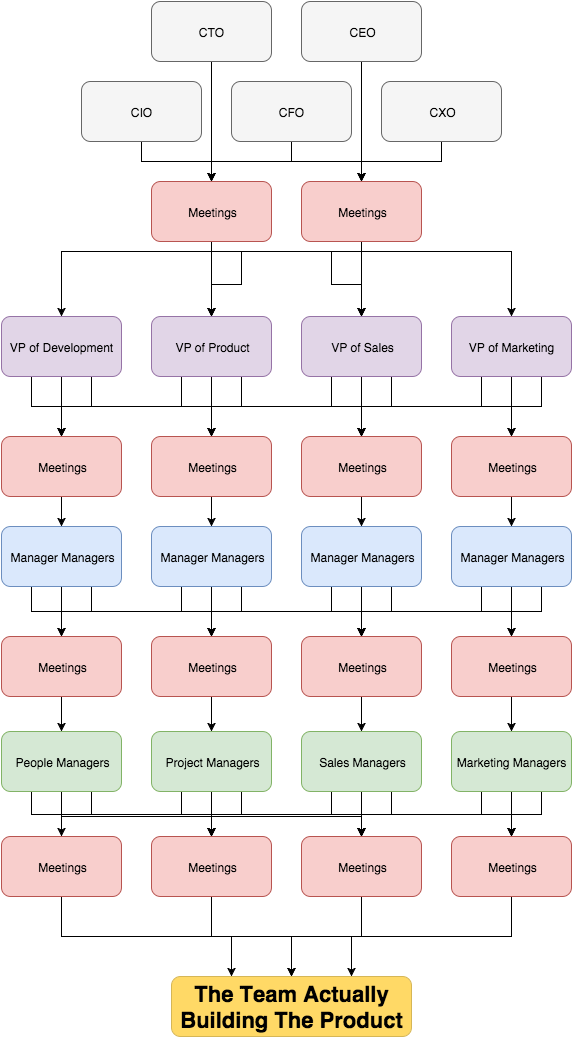 CTO
CEO
CIO
CFO
CXO
Meetings
Meetings
VP of Development
VP of Product
VP of Sales
VP of Marketing
Meetings
Meetings
Meetings
Meetings
Manager Managers
Manager Managers
Manager Managers
Manager Managers
Meetings
Meetings
Meetings
Meetings
People Managers
Project Managers
Sales Managers
Marketing Managers
Meetings
Meetings
Meetings
Meetings
The Team Actually
Building The Product